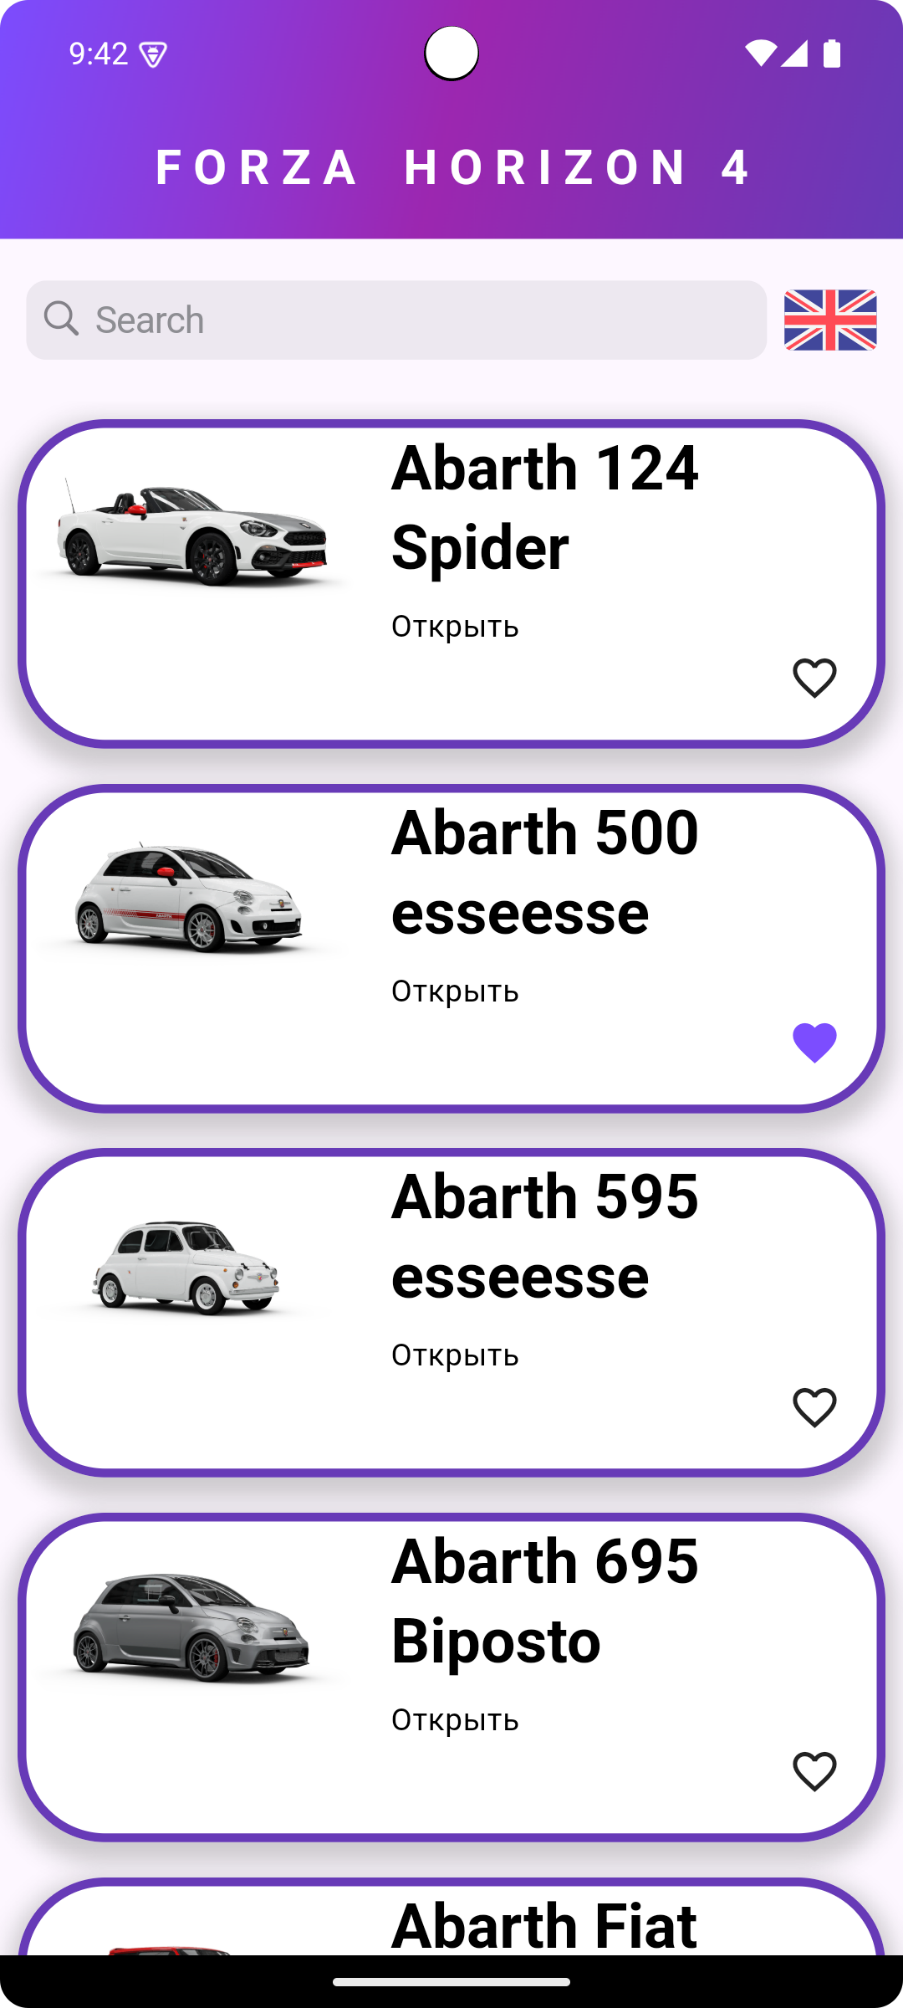 9:42
FORZA HORIZON 4
Search
Abarth 124
Spider
Открыть
Abarth 500
esseesse
Открыть
Abarth 595
esseesse
Открыть
Abarth 695
Biposto
Открыть
Abarth Fiat